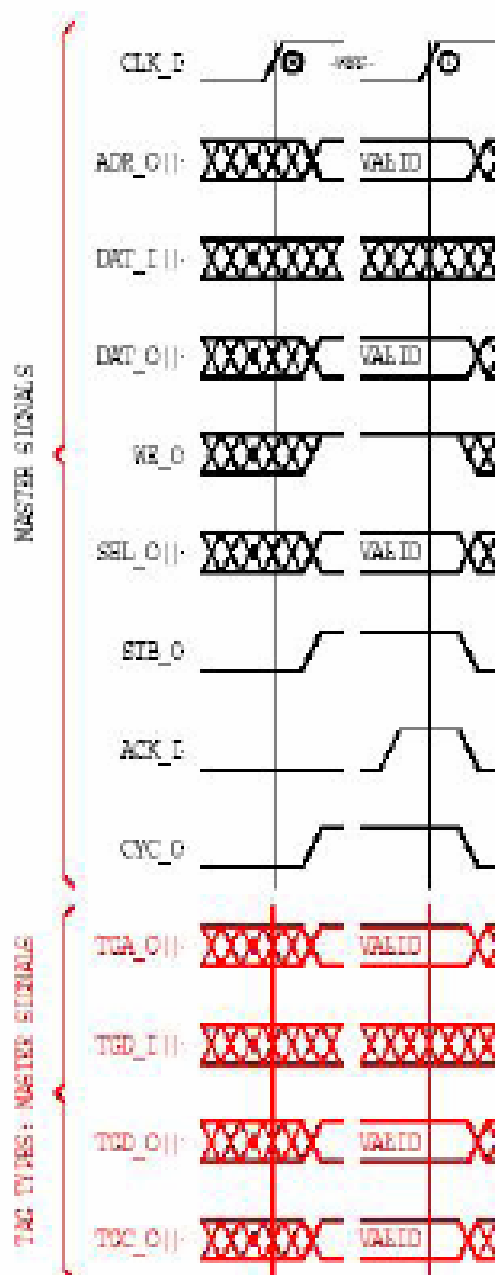 MASTER SIGNALS
CLK_I
0
-WSS-
1
ADR_O()
VALID
DAT_I()
DAT_O()
VALID
WE_O
SEL_O()
VALID
STB_O
ACK_I
CYC_O
TAG TYPES: MASTER SIGNALS
TGA_O()
VALID
TGD_I()
TGD_O()
VALID
TGC_O()
VALID